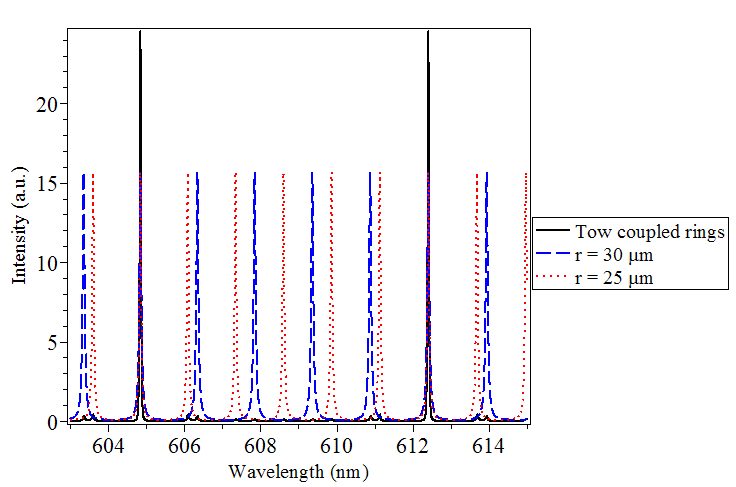 20
15
10
5
0
Intensity (a.u.)
604 606 608 610 612 614
Wavelength (nm)
Tow coupled rings
r = 30 μm
r = 25 μm